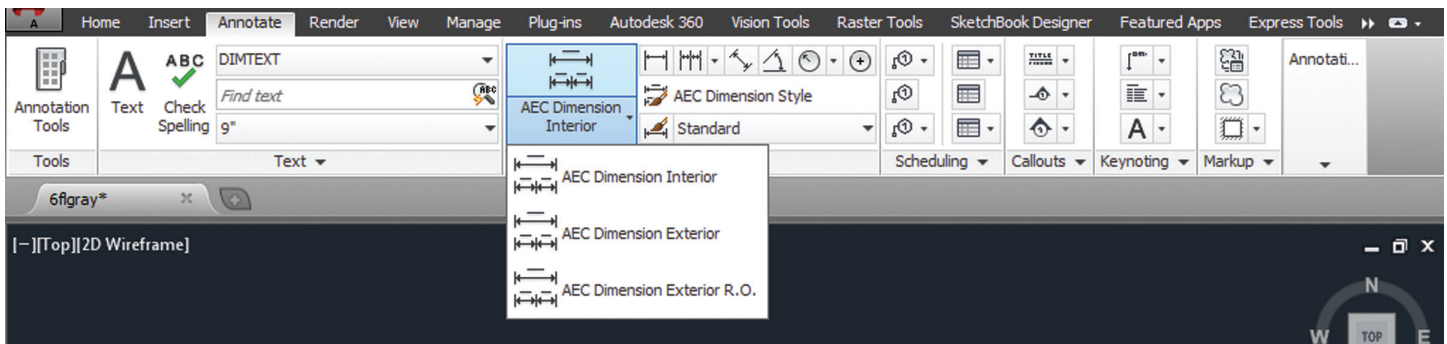 Home Insert Annotate Render View Manage Plug-ins Autodesk 360 Vision Tools Raster Tools SketchBook Designer Featured Apps Express Tools
A
ABC DIMTEXT
Find text
ABC
Annotation Tools
Text
Check Spelling
9"
AEC Dimension Interior
AEC Dimension Style
Standard
TITLE
Annotati...
A
Tools Text Scheduling Callouts Keynoting Markup
6flgray*
AEC Dimension Interior
AEC Dimension Exterior
AEC Dimension Exterior R.O.
[−][Top][2D Wireframe]
N
W TOP E